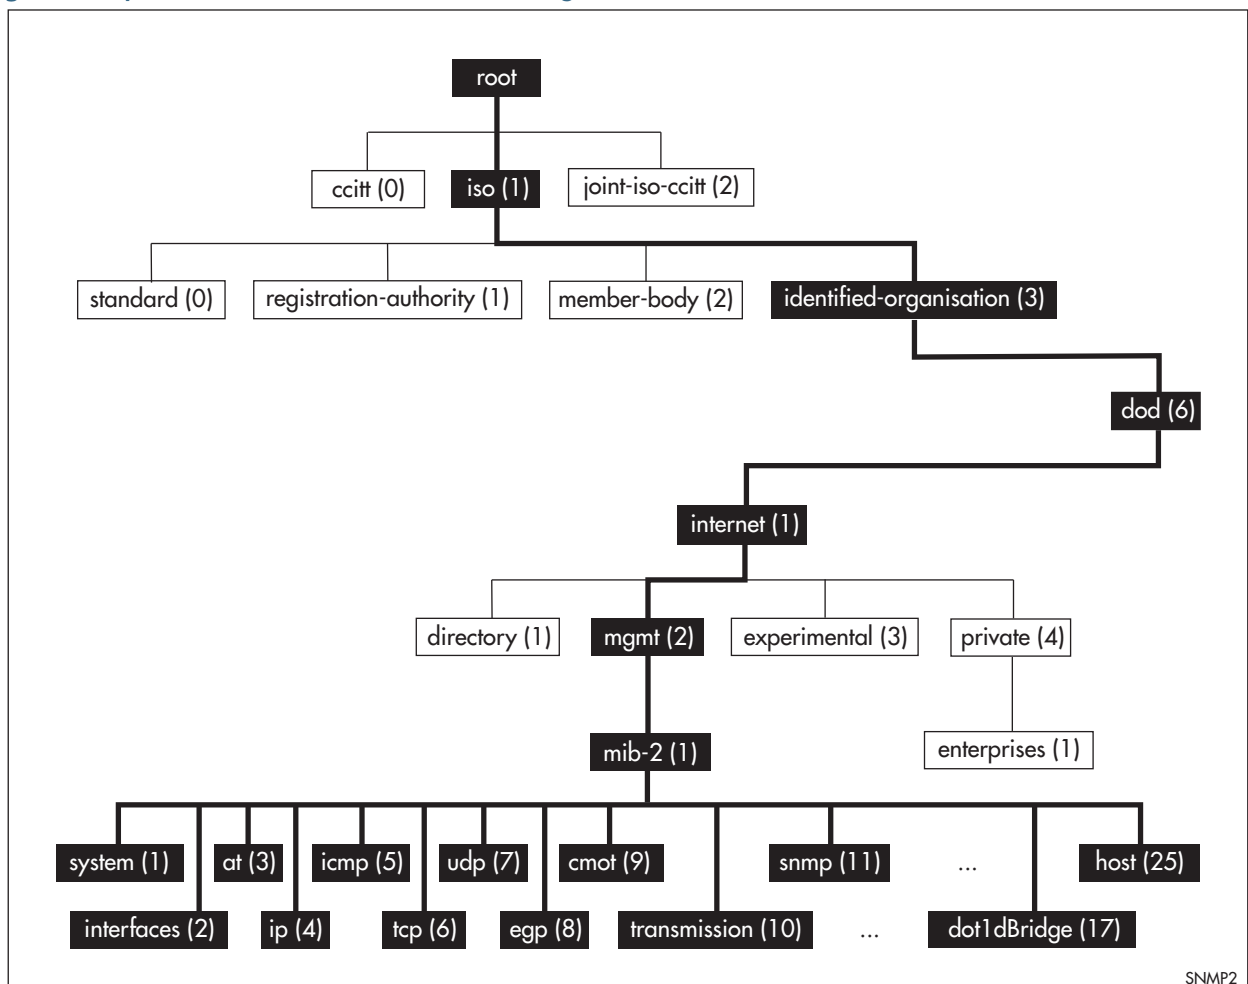 root
ccitt (0)
iso (1)
joint-iso-ccitt (2)
standard (0)
registration-authority (1)
member-body (2)
identified-organisation (3)
dod (6)
internet (1)
directory (1)
mgmt (2)
experimental (3)
private (4)
mib-2 (1)
enterprises (1)
system (1)
at (3)
icmp (5)
udp (7)
cmot (9)
snmp (11)
...
host (25)
interfaces (2)
ip (4)
tcp (6)
egp (8)
transmission (10)
...
dot1dBridge (17)
SNMP2